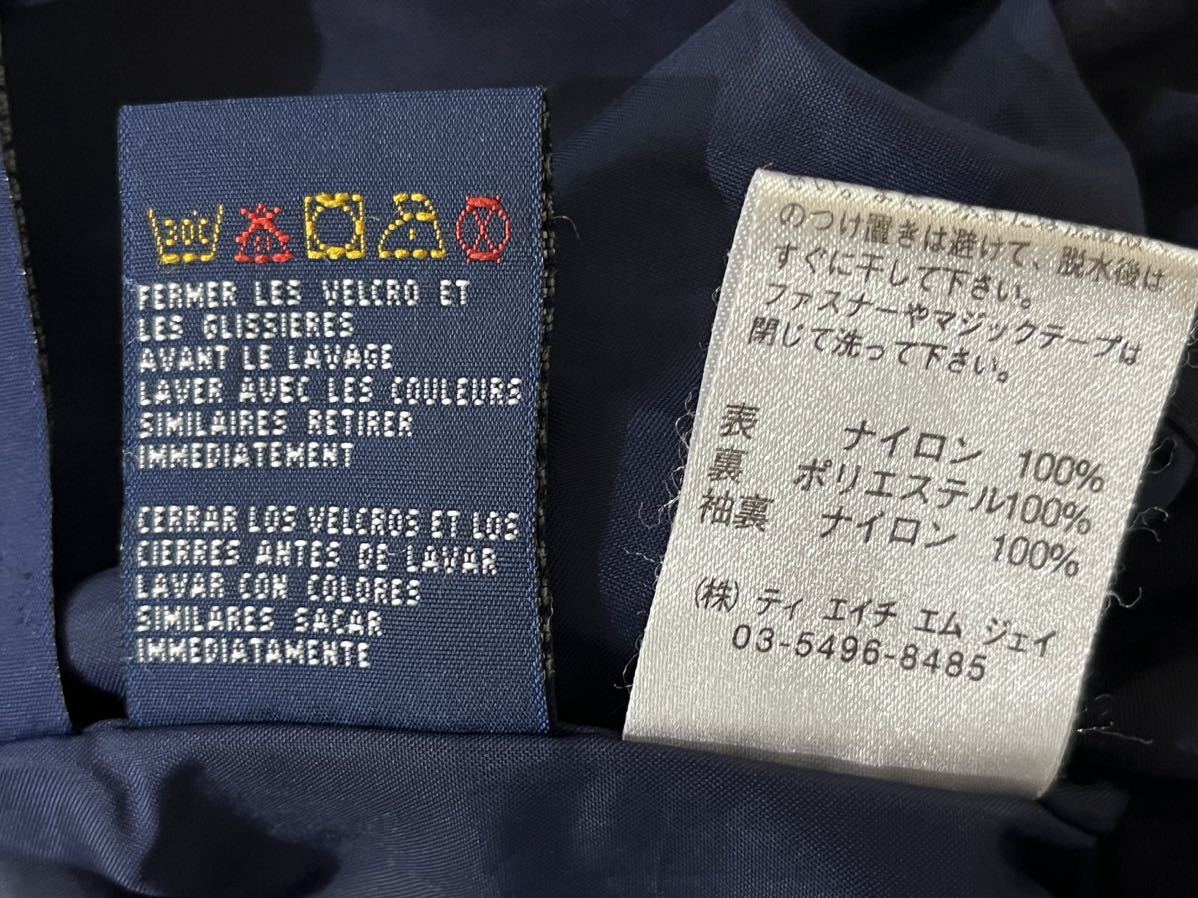 30C
FERMER LES VELCRO ET
LES GLISSIERES
AVANT LE LAVAGE
LAVER AVEC LES COULEURS
SIMILAIRES RETIRER
IMMEDIATEMENT
CERRAR LOS VELCROS ET LOS
CIERRES ANTES DE LAVAR
LAVAR CON COLORES
SIMILARES SACAR
IMMEDIATAMENTE
のつけ置きは避けて、脱水後は
すぐに干して下さい。
ファスナーやマジックテープは
閉じて洗って下さい。
表 ナイロン 100%
裏 ポリエステル100%
袖裏 ナイロン 100%
(株) ティ エイチ エム ジェイ
03-5496-8485